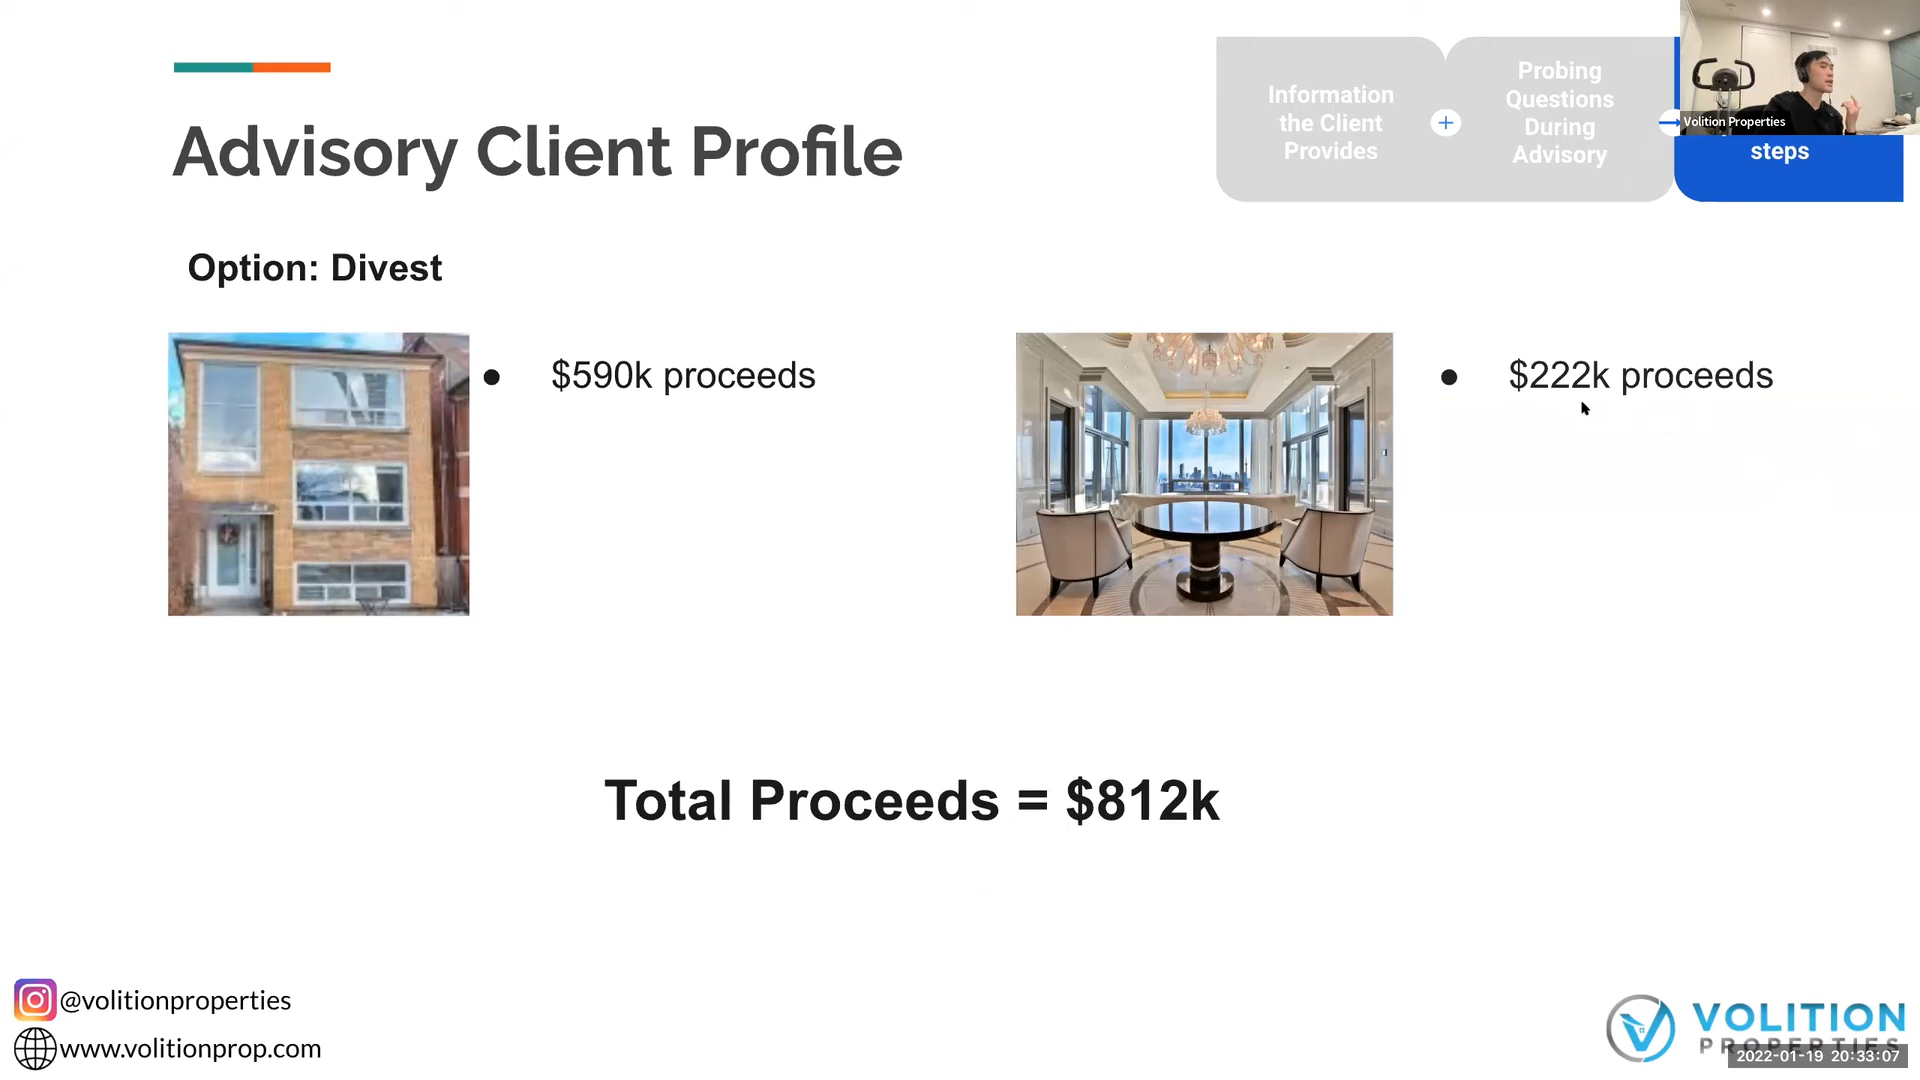 Advisory Client Profile
Information
the Client
Provides
Probing
Questions
During
Advisory
steps
Volition Properties
Option: Divest
$590k proceeds
$222k proceeds
Total Proceeds = $812k
@volitionproperties
www.volitionprop.com
VOLITION
PROPERTIES
2022-01-19 20:33:07